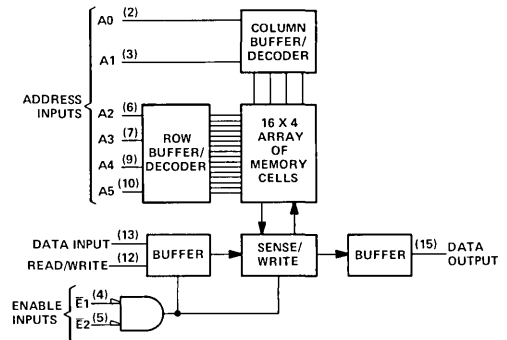 A0 (2)
A1 (3)
COLUMN
BUFFER/
DECODER
ADDRESS
INPUTS
A2 (6)
A3 (7)
A4 (9)
A5 (10)
ROW
BUFFER/
DECODER
16 X 4
ARRAY
OF
MEMORY
CELLS
DATA INPUT (13)
READ/WRITE (12)
BUFFER
SENSE/
WRITE
BUFFER
(15) DATA
OUTPUT
ENABLE
INPUTS
E̅1 (4)
E̅2 (5)